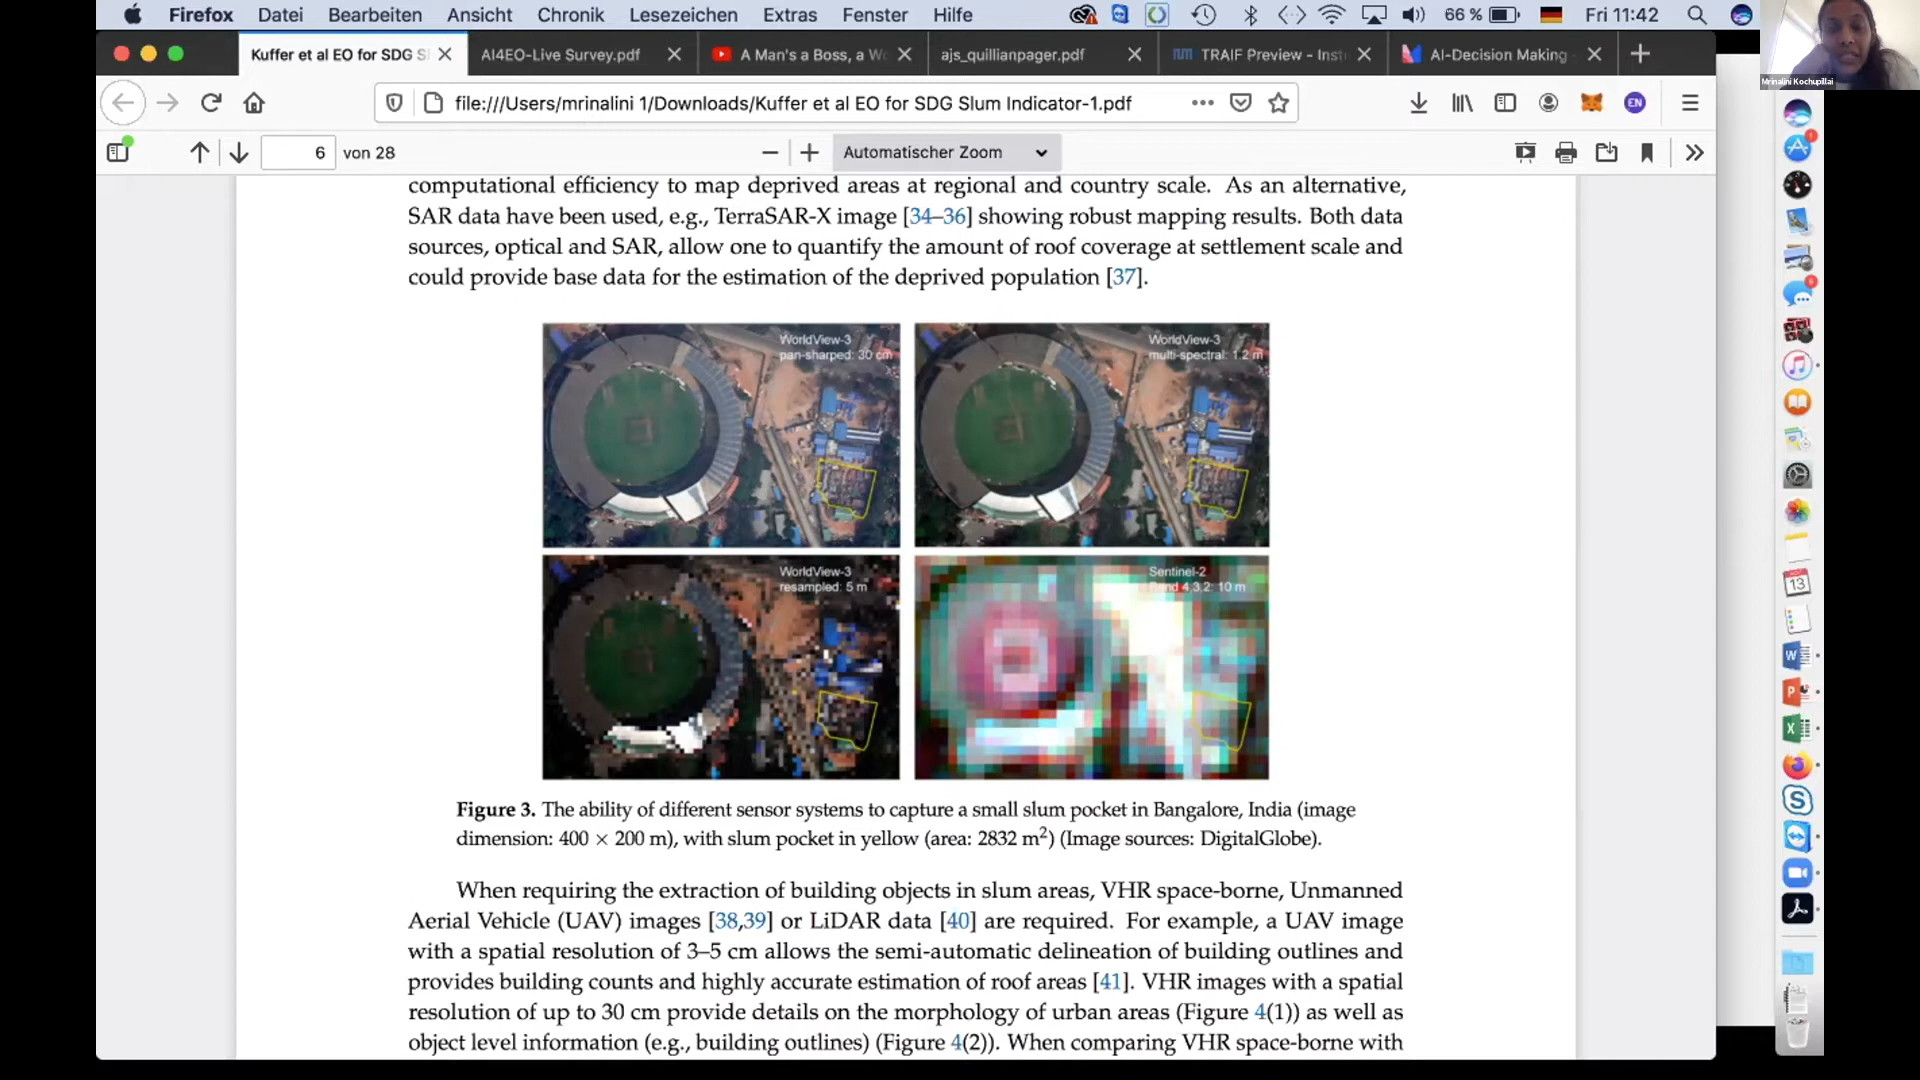 Firefox Datei Bearbeiten Ansicht Chronik Lesezeichen Extras Fenster Hilfe 66 % Fri 11:42
Kuffer et al EO for SDG Sl AI4EO-Live Survey.pdf A Man's a Boss, a Wo ajs_quillianpager.pdf TRAIF Preview - Inst AI-Decision Making
Mrinalini Kochupillai
file:///Users/mrinalini 1/Downloads/Kuffer et al EO for SDG Slum Indicator-1.pdf EN
6 von 28 Automatischer Zoom
computational efficiency to map deprived areas at regional and country scale. As an alternative,
SAR data have been used, e.g., TerraSAR-X image [34–36] showing robust mapping results. Both data
sources, optical and SAR, allow one to quantify the amount of roof coverage at settlement scale and
could provide base data for the estimation of the deprived population [37].
WorldView-3
pan-sharped: 30 cm
WorldView-3
multi-spectral: 1.2 m
WorldView-3
resampled: 5 m
Sentinel-2
Band 4,3,2: 10 m
Figure 3. The ability of different sensor systems to capture a small slum pocket in Bangalore, India (image
dimension: 400 × 200 m), with slum pocket in yellow (area: 2832 m²) (Image sources: DigitalGlobe).
When requiring the extraction of building objects in slum areas, VHR space-borne, Unmanned
Aerial Vehicle (UAV) images [38,39] or LiDAR data [40] are required. For example, a UAV image
with a spatial resolution of 3–5 cm allows the semi-automatic delineation of building outlines and
provides building counts and highly accurate estimation of roof areas [41]. VHR images with a spatial
resolution of up to 30 cm provide details on the morphology of urban areas (Figure 4(1)) as well as
object level information (e.g., building outlines) (Figure 4(2)). When comparing VHR space-borne with